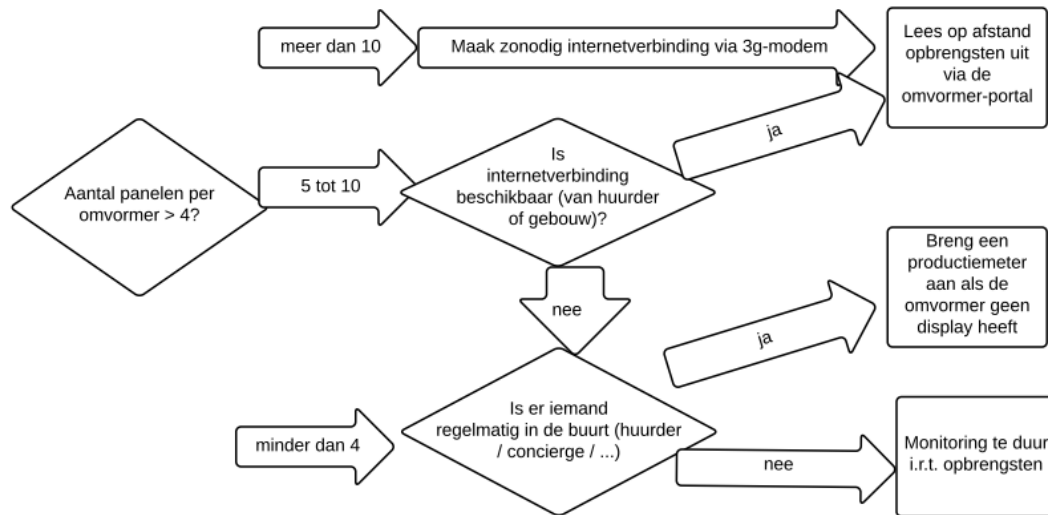 meer dan 10
Maak zonodig internetverbinding via 3g-modem
Lees op afstand
opbrengsten uit
via de
omvormer-portal
ja
Aantal panelen per
omvormer > 4?
5 tot 10
Is
internetverbinding
beschikbaar (van huurder
of gebouw)?
nee
Breng een
productiemeter
aan als de
omvormer geen
display heeft
ja
minder dan 4
Is er iemand
regelmatig in de buurt (huurder
/ concierge / ...)
nee
Monitoring te duur
i.r.t. opbrengsten